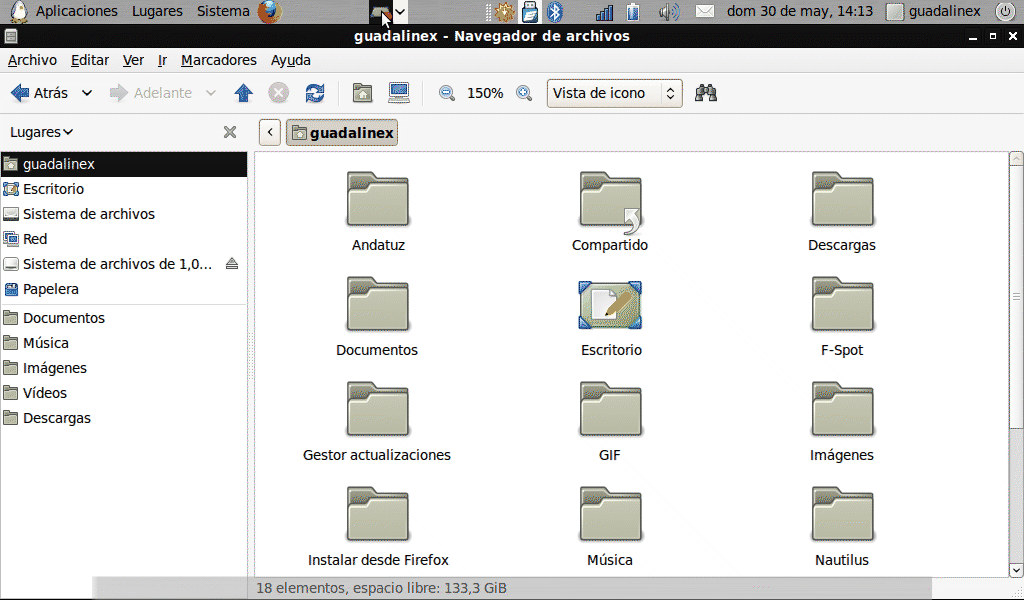 Aplicaciones Lugares Sistema dom 30 de may, 14:13 guadalinex
guadalinex - Navegador de archivos
Archivo Editar Ver Ir Marcadores Ayuda
Atrás Adelante 150% Vista de icono
Lugares guadalinex
guadalinex
Escritorio
Sistema de archivos
Red
Sistema de archivos de 1,0...
Papelera
Documentos
Música
Imágenes
Vídeos
Descargas
Andatuz Compartido Descargas
Documentos Escritorio F-Spot
Gestor actualizaciones GIF Imágenes
Instalar desde Firefox Música Nautilus
18 elementos, espacio libre: 133,3 GiB